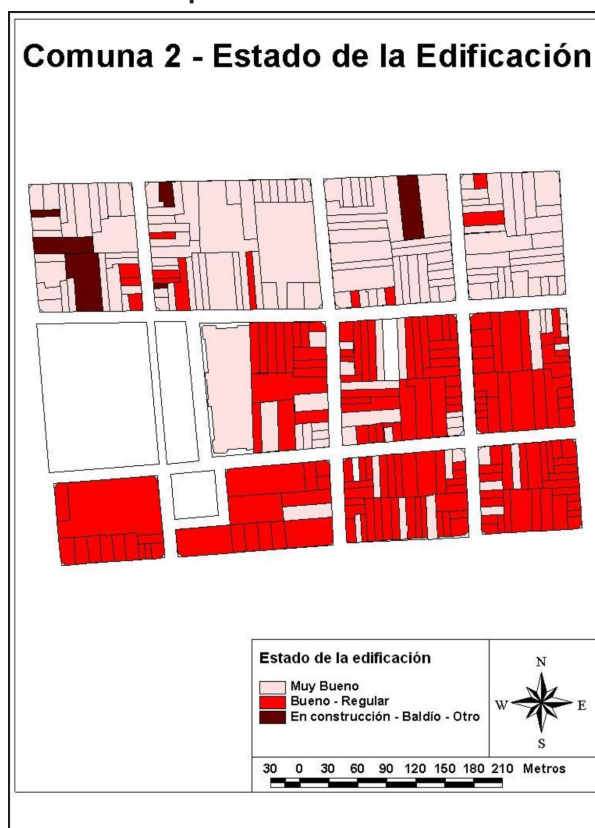 Comuna 2 - Estado de la Edificación
Estado de la edificación
Muy Bueno
Bueno - Regular
En construcción - Baldío - Otro
N
W E
S
30 0 30 60 90 120 150 180 210 Metros